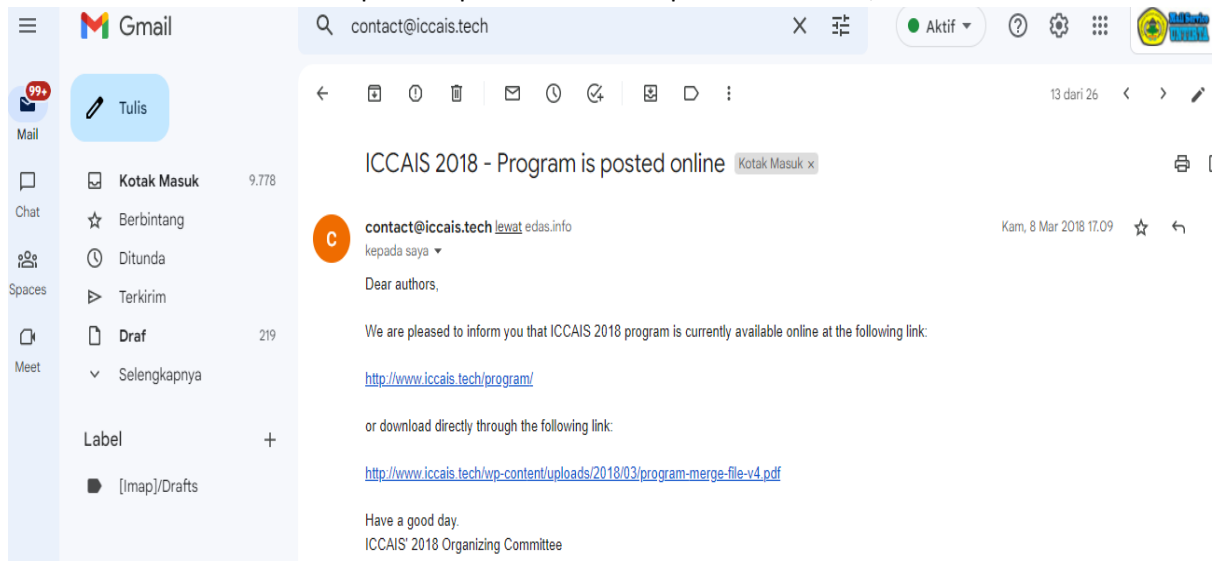 Gmail
contact@iccais.tech
Aktif
99+
Mail
Tulis
13 dari 26
ICCAIS 2018 - Program is posted online Kotak Masuk x
Kotak Masuk 9.778
Chat
Berbintang
contact@iccais.tech lewat edas.info
Kam, 8 Mar 2018 17.09
C
kepada saya
Ditunda
Dear authors,
Spaces
Terkirim
We are pleased to inform you that ICCAIS 2018 program is currently available online at the following link:
Draf 219
Meet
Selengkapnya
http://www.iccais.tech/program/
or download directly through the following link:
Label
http://www.iccais.tech/wp-content/uploads/2018/03/program-merge-file-v4.pdf
[Imap]/Drafts
Have a good day.
ICCAIS' 2018 Organizing Committee